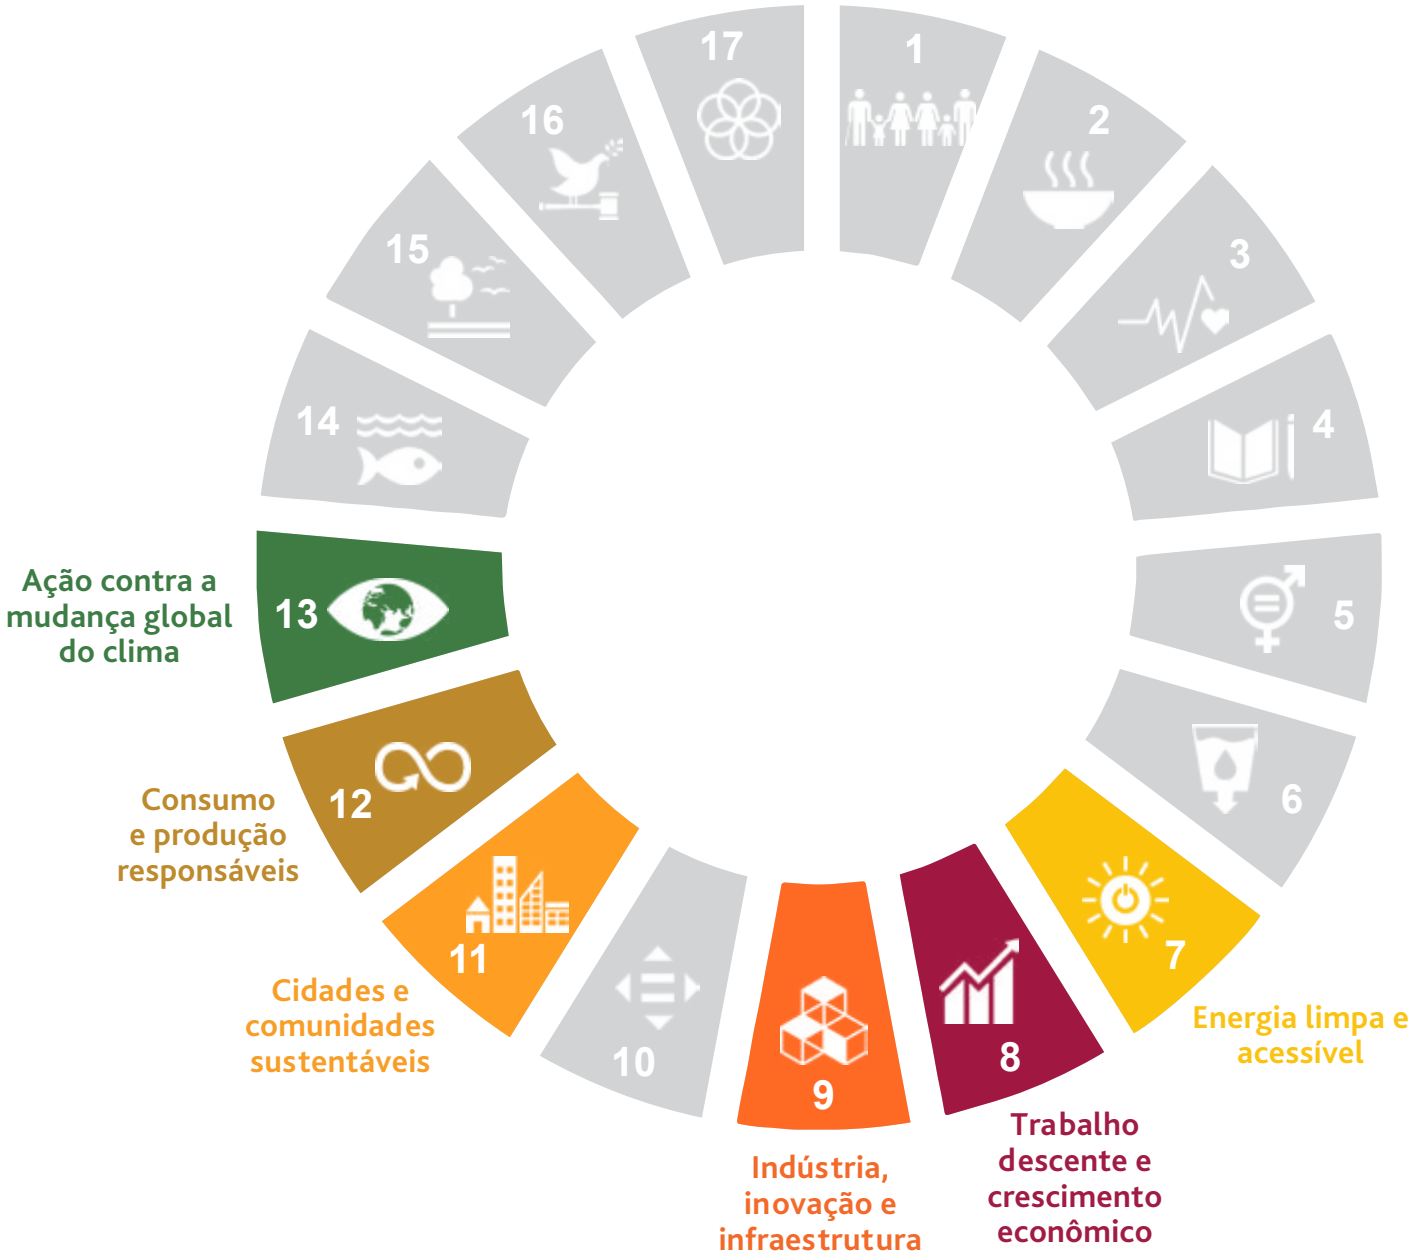 1
2
3
4
5
6
7
Energia limpa e
acessível
8
Trabalho
descente e
crescimento
econômico
9
Indústria,
inovação e
infraestrutura
10
11
Cidades e
comunidades
sustentáveis
12
Consumo
e produção
responsáveis
13
Ação contra a
mudança global
do clima
14
15
16
17